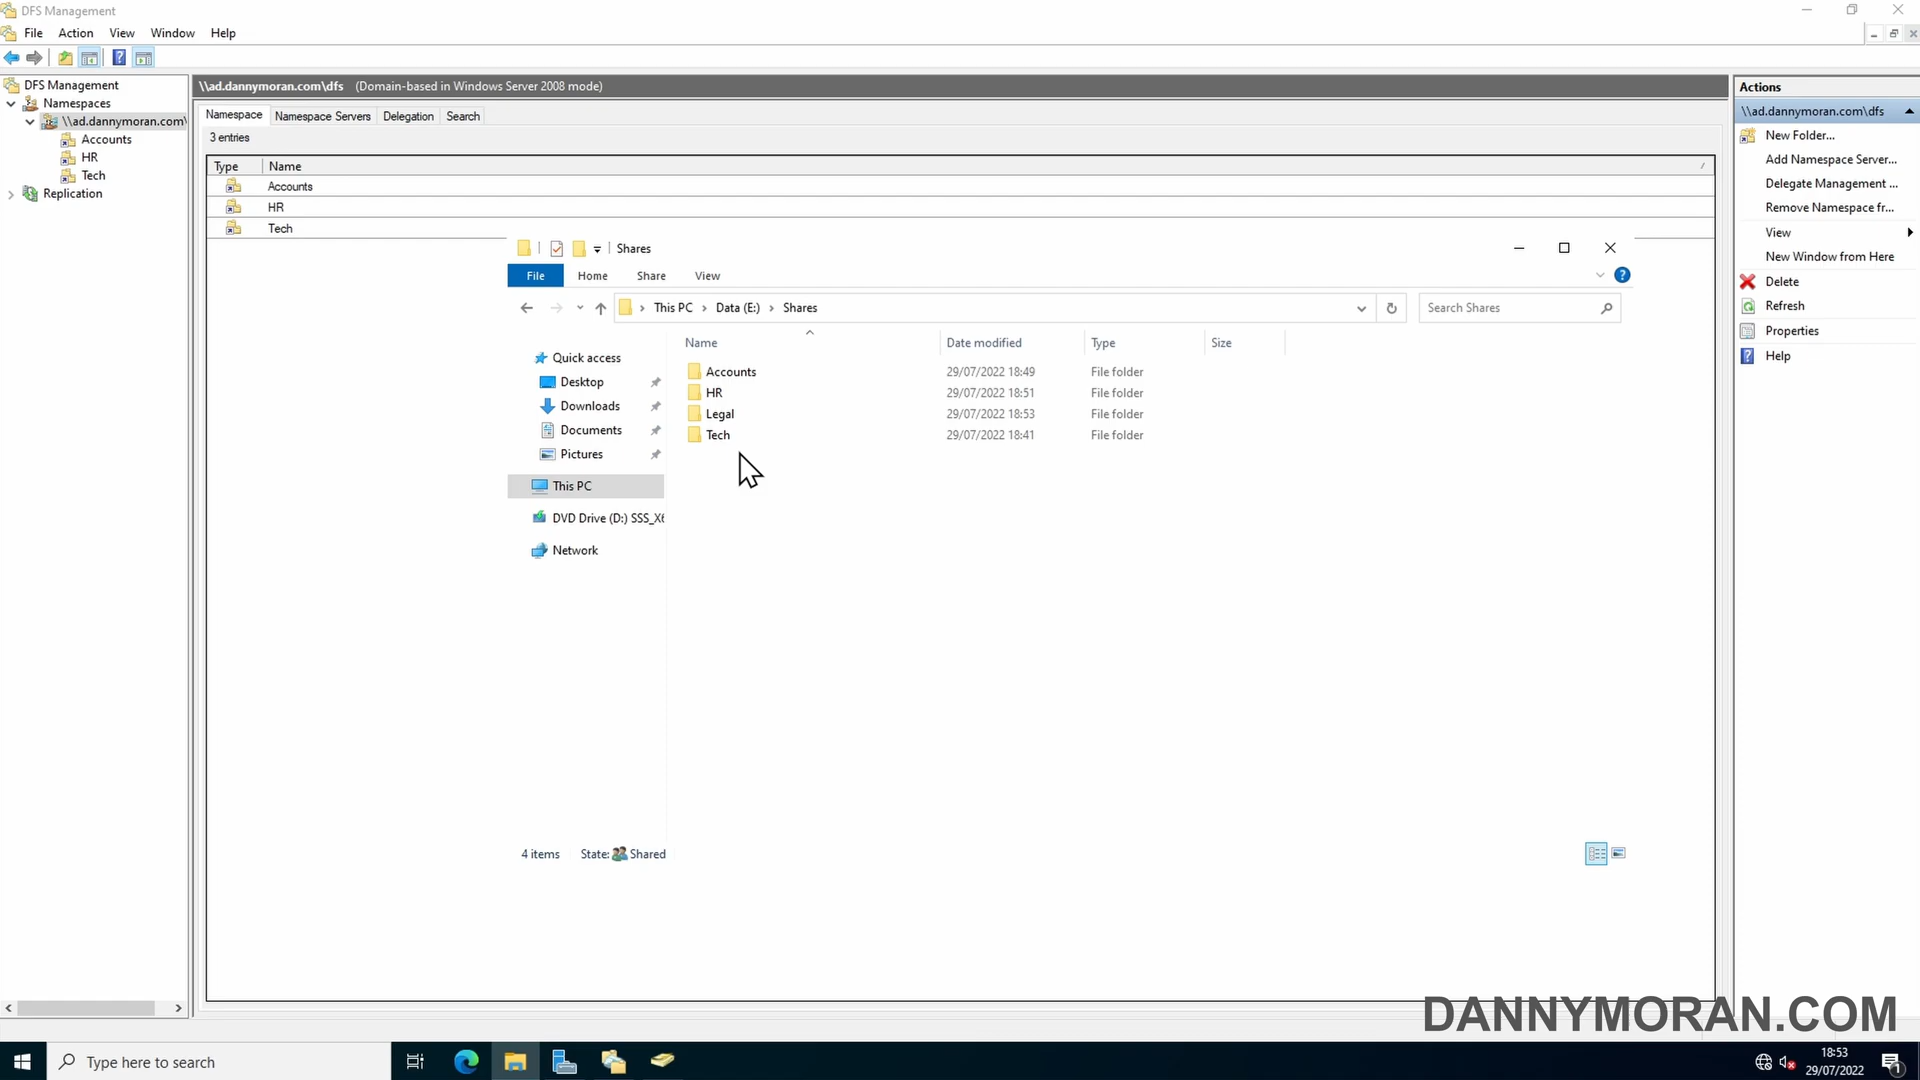 DFS Management
File Action View Window Help
DFS Management
Namespaces
\\ad.dannymoran.com\
Accounts
HR
Tech
Replication
\\ad.dannymoran.com\dfs (Domain-based in Windows Server 2008 mode)
Namespace Namespace Servers Delegation Search
3 entries
Type Name
Accounts
HR
Tech
Shares
File Home Share View
This PC > Data (E:) > Shares
Search Shares
Name Date modified Type Size
Quick access
Desktop
Downloads
Documents
Pictures
This PC
DVD Drive (D:) SSS_X6
Network
Accounts 29/07/2022 18:49 File folder
HR 29/07/2022 18:51 File folder
Legal 29/07/2022 18:53 File folder
Tech 29/07/2022 18:41 File folder
4 items State: Shared
Actions
\\ad.dannymoran.com\dfs
New Folder...
Add Namespace Server...
Delegate Management ...
Remove Namespace fr...
View
New Window from Here
Delete
Refresh
Properties
Help
DANNYMORAN.COM
Type here to search
18:53
29/07/2022
1